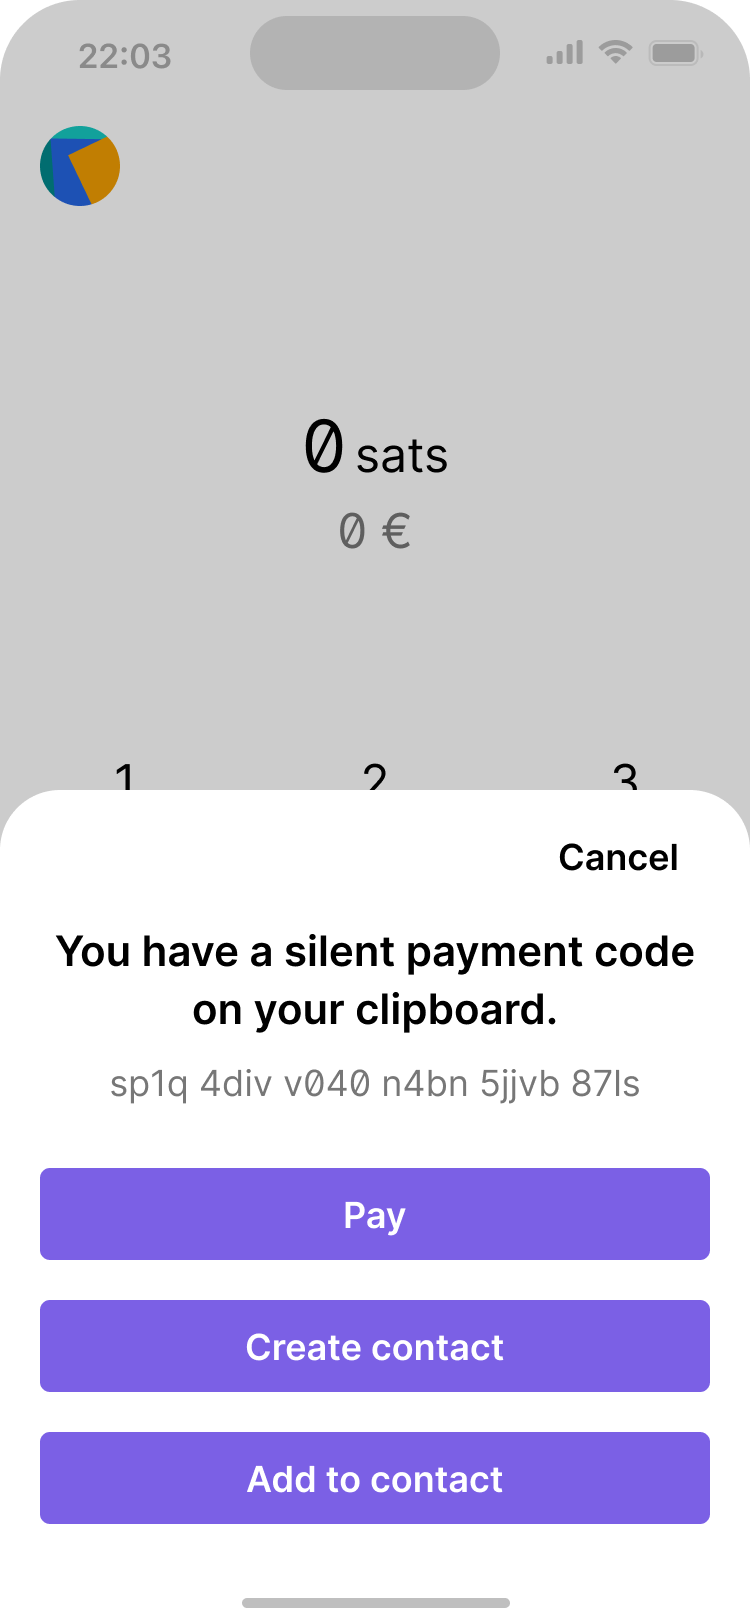 22:03
0 sats
0 €
1 2 3
Cancel
You have a silent payment code
on your clipboard.
sp1q 4div v040 n4bn 5jjvb 87ls
Pay
Create contact
Add to contact